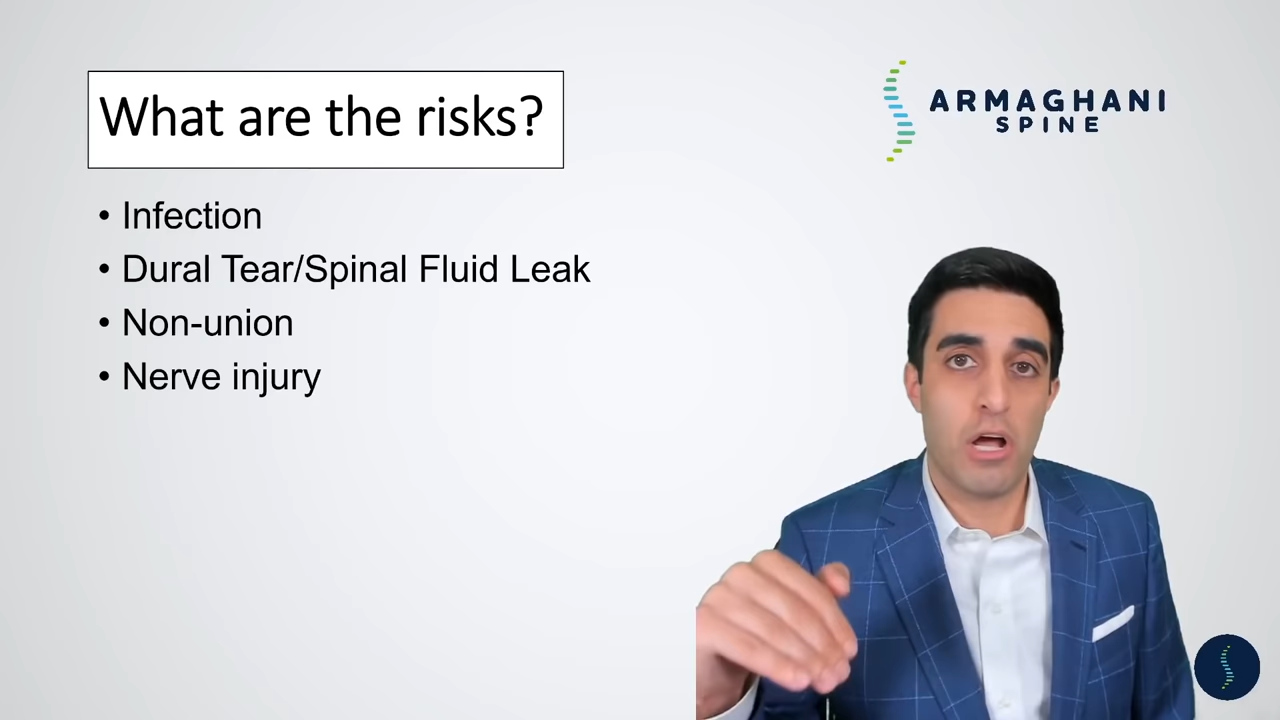 What are the risks?
ARMAGHANI
SPINE
• Infection
• Dural Tear/Spinal Fluid Leak
• Non-union
• Nerve injury